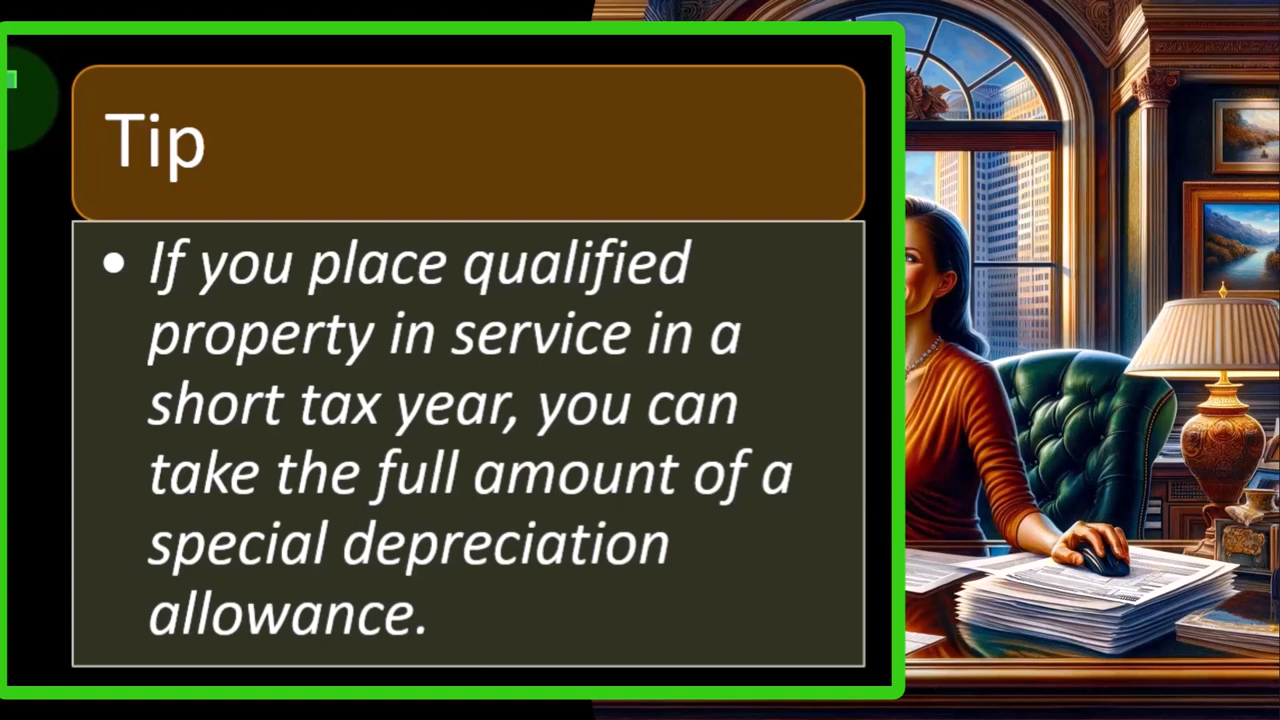 Tip
• If you place qualified
property in service in a
short tax year, you can
take the full amount of a
special depreciation
allowance.